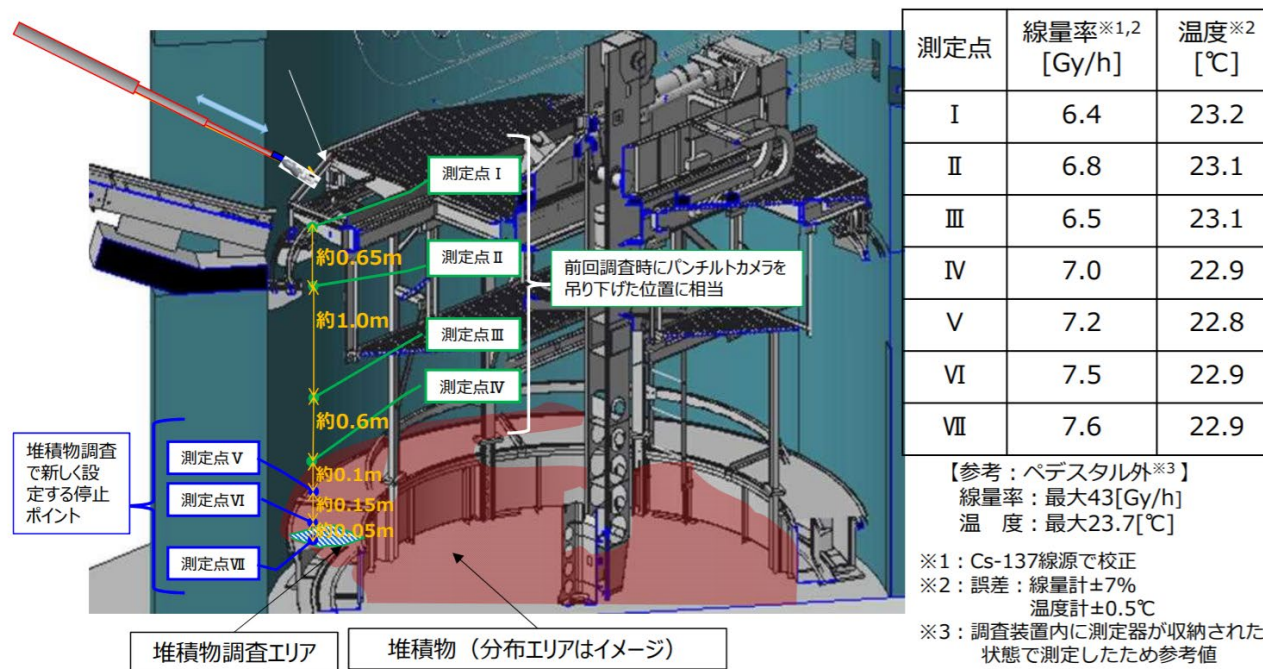 測定点Ⅰ
約0.65m
測定点Ⅱ
約1.0m
前回調査時にパンチルトカメラを
吊り下げた位置に相当
測定点Ⅲ
測定点Ⅳ
約0.6m
堆積物調査
で新しく設
定する停止
ポイント
測定点Ⅴ
約0.1m
測定点Ⅵ
約0.15m
約0.05m
測定点Ⅶ
堆積物調査エリア
堆積物（分布エリアはイメージ）
測定点 線量率※1,2 [Gy/h] 温度※2 [℃]
Ⅰ 6.4 23.2
Ⅱ 6.8 23.1
Ⅲ 6.5 23.1
Ⅳ 7.0 22.9
Ⅴ 7.2 22.8
Ⅵ 7.5 22.9
Ⅶ 7.6 22.9
【参考：ペデスタル外※3】
線量率：最大43[Gy/h]
温　度：最大23.7[℃]
※1：Cs-137線源で校正
※2：誤差：線量計±7%
温度計±0.5℃
※3：調査装置内に測定器が収納された
状態で測定したため参考値